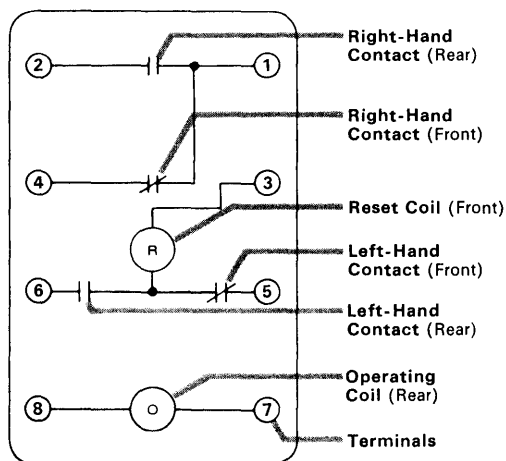 Right-Hand
Contact (Rear)
2
1
Right-Hand
Contact (Front)
4
3
Reset Coil (Front)
R
Left-Hand
Contact (Front)
6
5
Left-Hand
Contact (Rear)
Operating
Coil (Rear)
8
O
7
Terminals